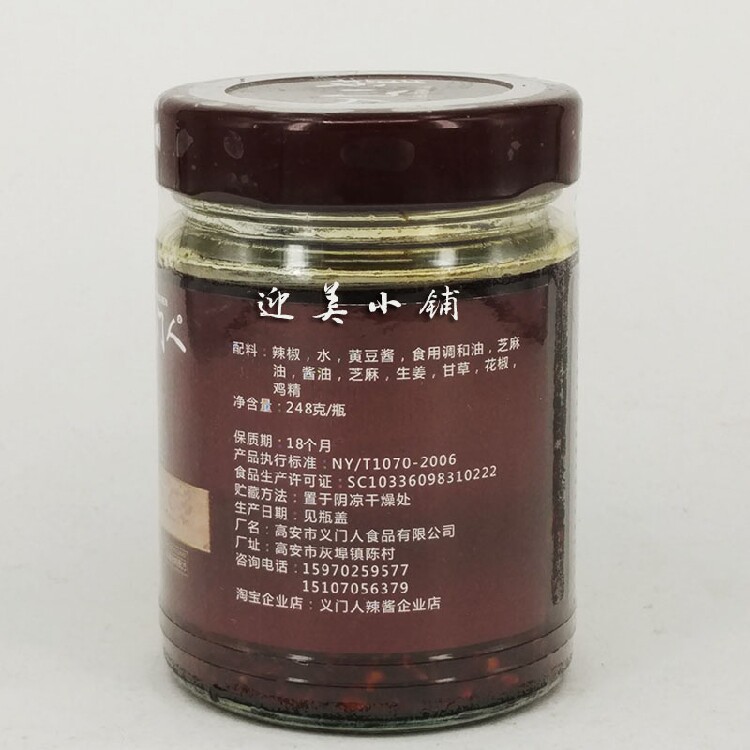 迎美小铺
门人
配料：辣椒，水，黄豆酱，食用调和油，芝麻
油，酱油，芝麻，生姜，甘草，花椒，
鸡精
净含量：248克/瓶
保质期：18个月
产品执行标准：NY/T1070-2006
食品生产许可证：SC10336098310222
贮藏方法：置于阴凉干燥处
生产日期：见瓶盖
厂名：高安市义门人食品有限公司
厂址：高安市灰埠镇陈村
咨询电话：15970259577
15107056379
淘宝企业店：义门人辣酱企业店